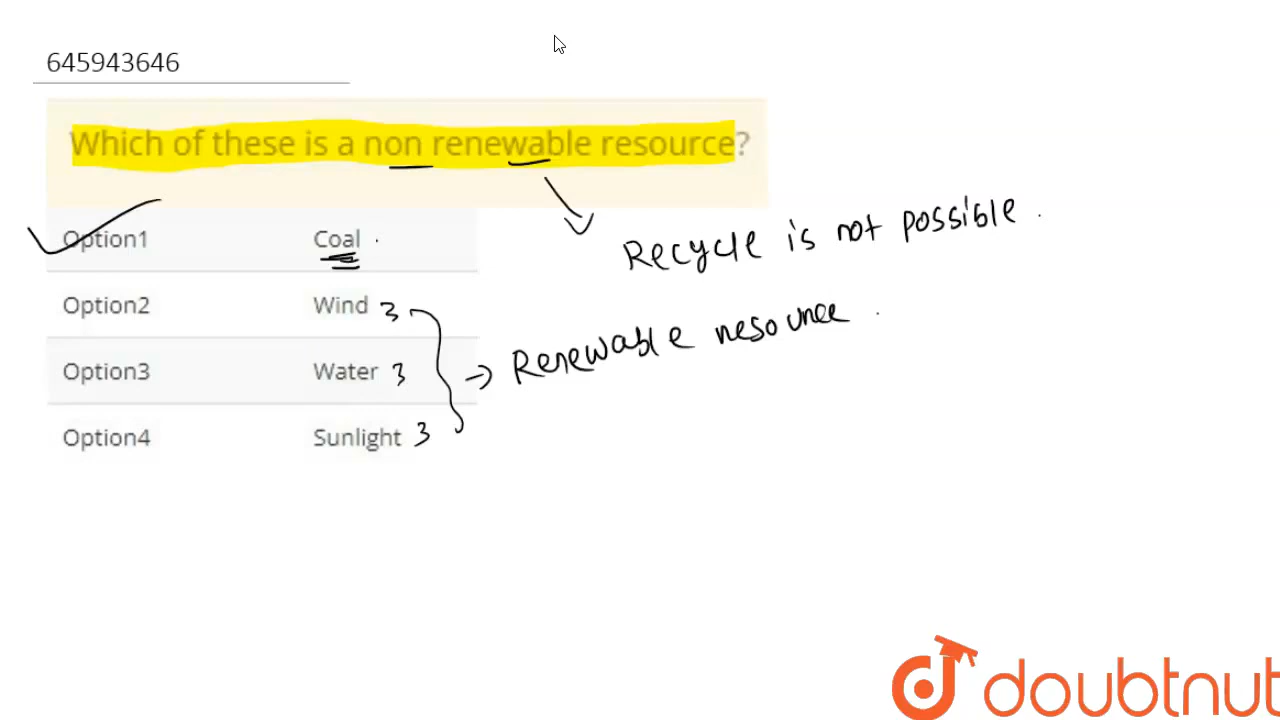 645943646
Which of these is a non renewable resource?
Option1 Coal
Recycle is not possible.
Option2 Wind 3
Renewable resource.
Option3 Water 3
Option4 Sunlight 3
doubtnut